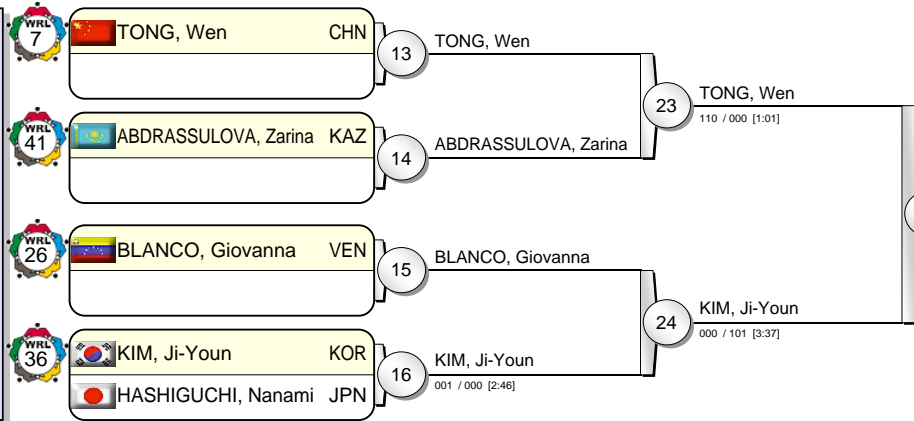 WRL 7 TONG, Wen CHN
13 TONG, Wen
23 TONG, Wen
110 / 000 [1:01]
WRL 41 ABDRASSULOVA, Zarina KAZ
14 ABDRASSULOVA, Zarina
WRL 26 BLANCO, Giovanna VEN
15 BLANCO, Giovanna
24 KIM, Ji-Youn
000 / 101 [3:37]
WRL 36 KIM, Ji-Youn KOR
16 KIM, Ji-Youn
001 / 000 [2:46]
HASHIGUCHI, Nanami JPN